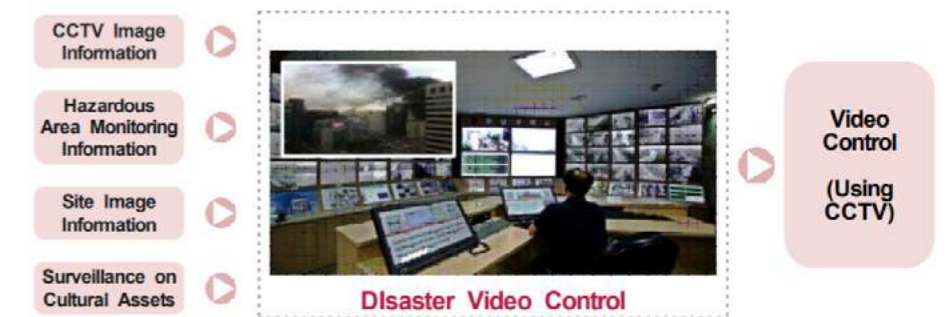 CCTV Image
Information
Hazardous
Area Monitoring
Information
Site Image
Information
Surveillance on
Cultural Assets
DIsaster Video Control
Video
Control
(Using
CCTV)